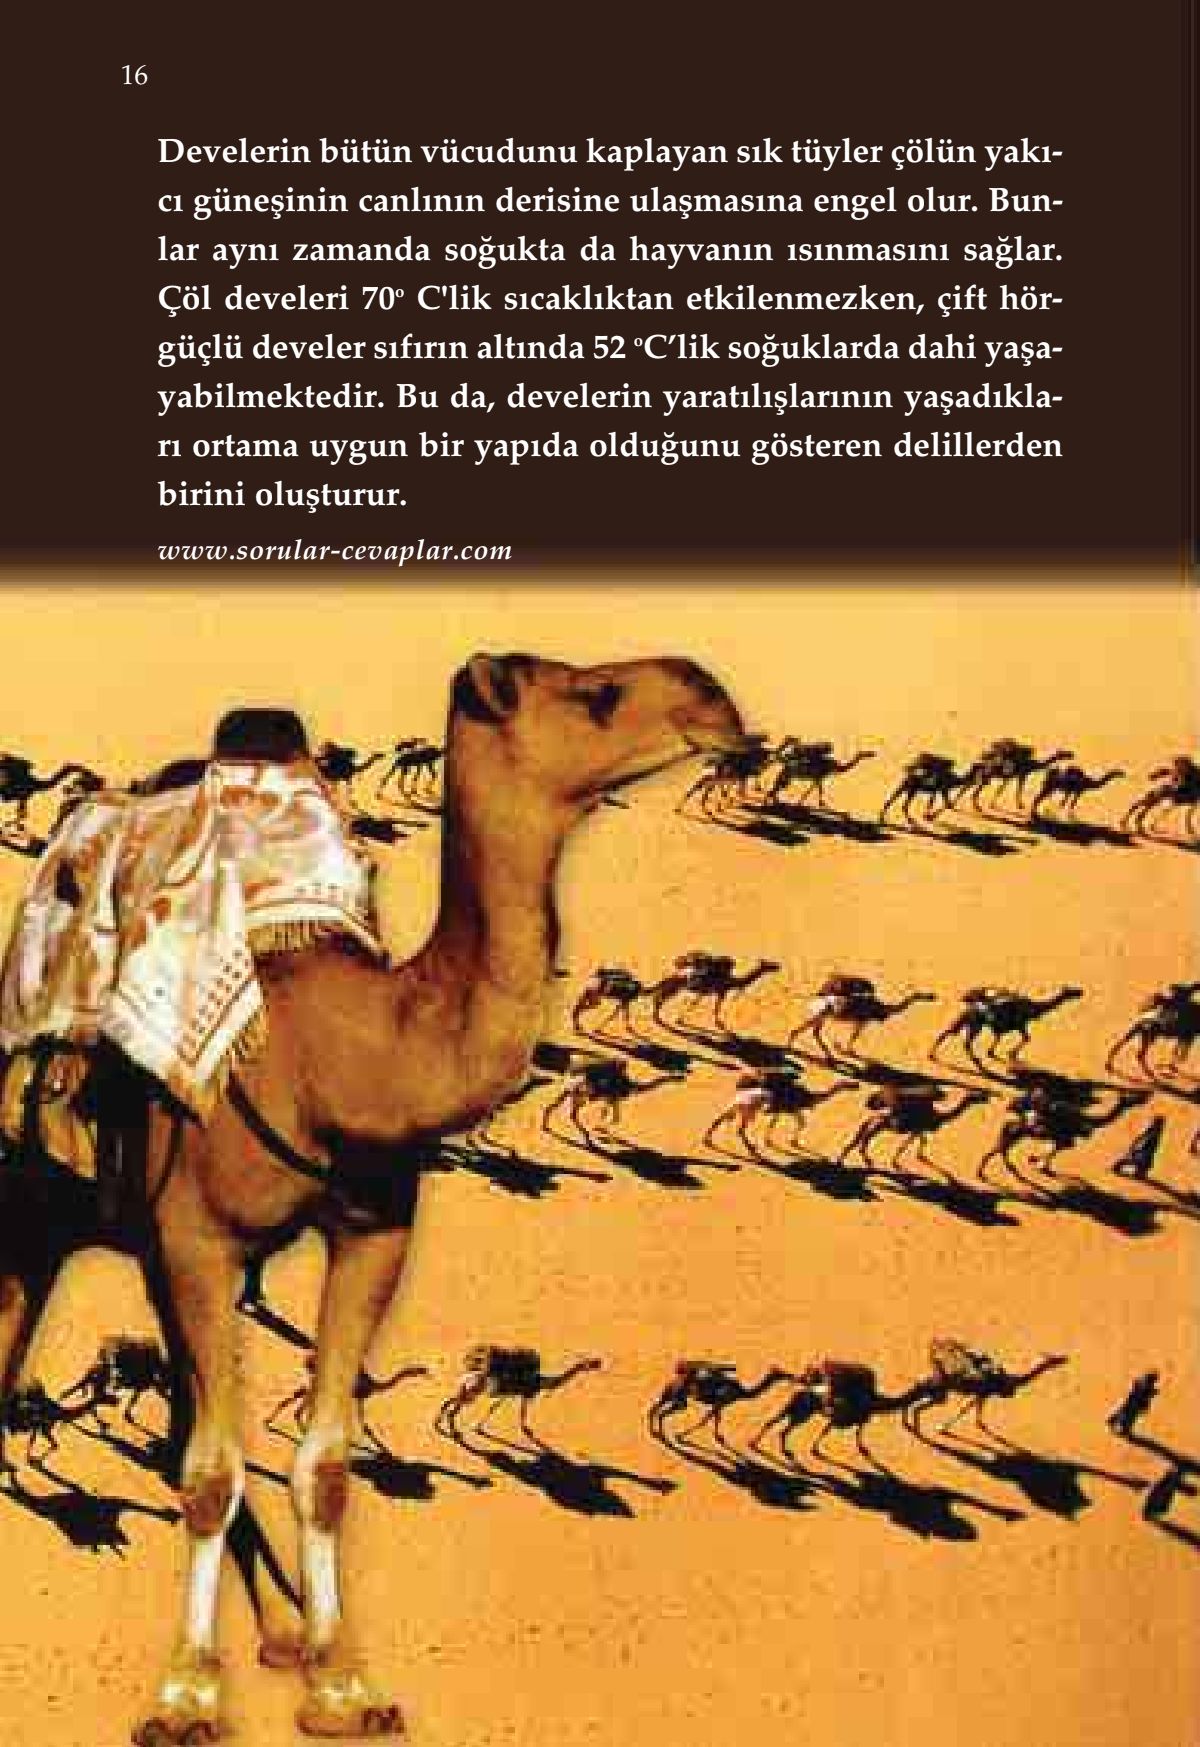 16
Develerin bütün vücudunu kaplayan sık tüyler çölün yakı-
cı güneşinin canlının derisine ulaşmasına engel olur. Bun-
lar aynı zamanda soğukta da hayvanın ısınmasını sağlar.
Çöl develeri 70º C'lik sıcaklıktan etkilenmezken, çift hör-
güçlü develer sıfırın altında 52 ºC’lik soğuklarda dahi yaşa-
yabilmektedir. Bu da, develerin yaratılışlarının yaşadıkla-
rı ortama uygun bir yapıda olduğunu gösteren delillerden
birini oluşturur.
www.sorular-cevaplar.com